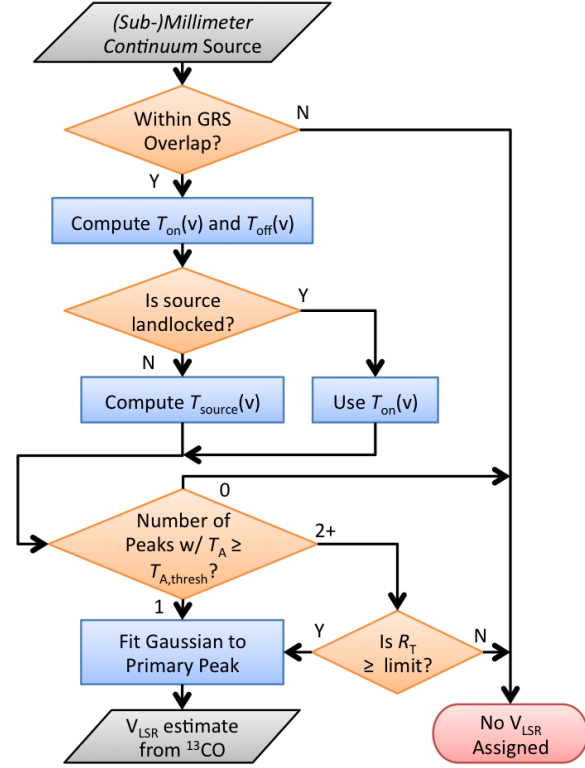 (Sub-)Millimeter
Continuum Source
Within GRS
Overlap?
N
Y
Compute T_on(v) and T_off(v)
Is source
landlocked?
Y
N
Compute T_source(v)
Use T_on(v)
0
Number of
Peaks w/ T_A ≥
T_A,thresh?
2+
1
Fit Gaussian to
Primary Peak
Y
Is R_T
≥ limit?
N
V_LSR estimate
from ¹³CO
No V_LSR
Assigned